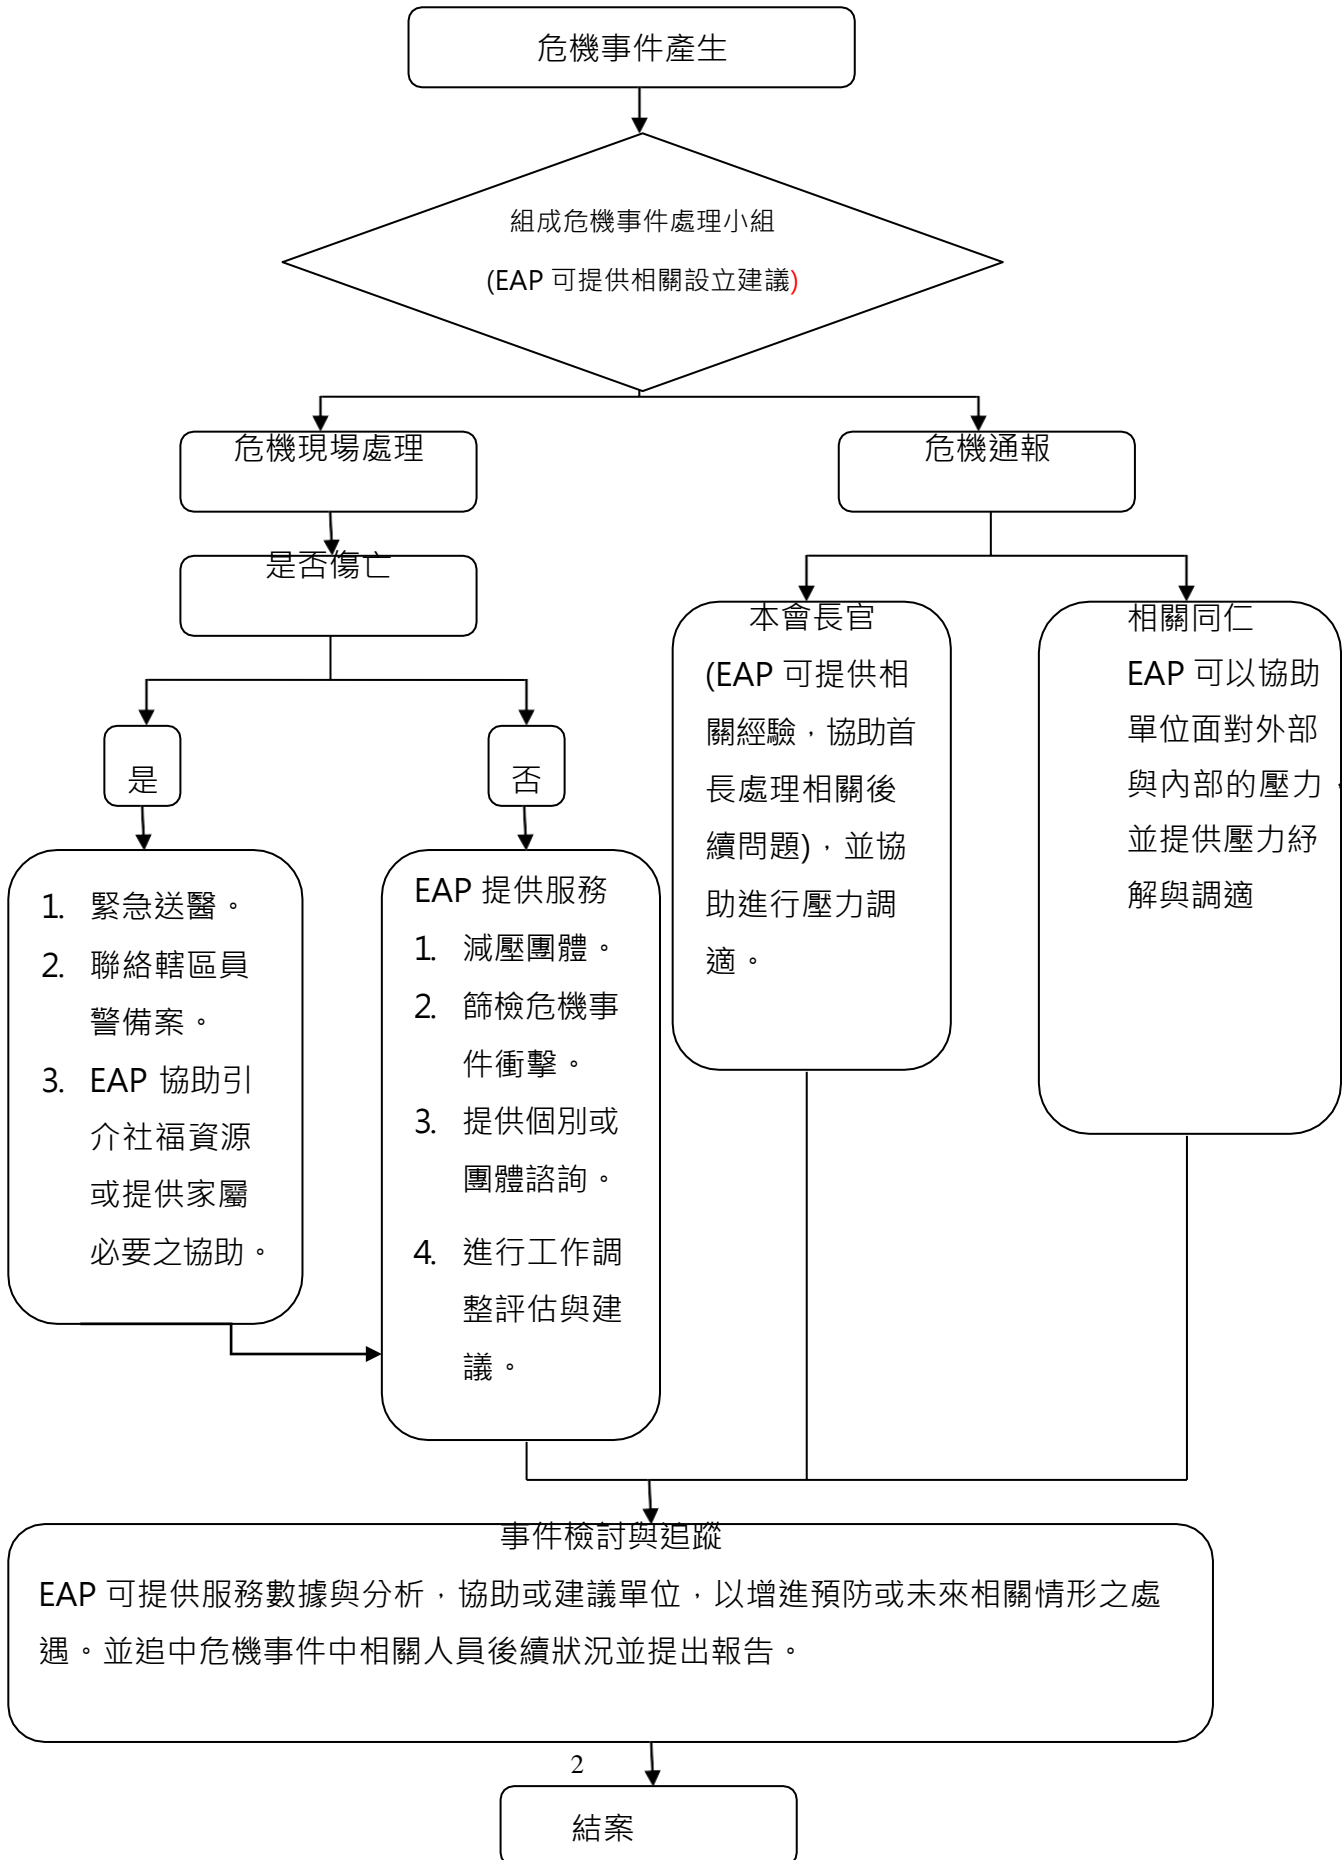 危機事件產生
組成危機事件處理小組
(EAP 可提供相關設立建議)
危機現場處理
危機通報
是否傷亡
是
否
1. 緊急送醫。
2. 聯絡轄區員
警備案。
3. EAP 協助引
介社福資源
或提供家屬
必要之協助。
EAP 提供服務
1. 減壓團體。
2. 篩檢危機事
件衝擊。
3. 提供個別或
團體諮詢。
4. 進行工作調
整評估與建
議。
本會長官
(EAP 可提供相
關經驗，協助首
長處理相關後
續問題)，並協
助進行壓力調
適。
相關同仁
EAP 可以協助
單位面對外部
與內部的壓力，
並提供壓力紓
解與調適
事件檢討與追蹤
EAP 可提供服務數據與分析，協助或建議單位，以增進預防或未來相關情形之處
遇。並追中危機事件中相關人員後續狀況並提出報告。
2
結案